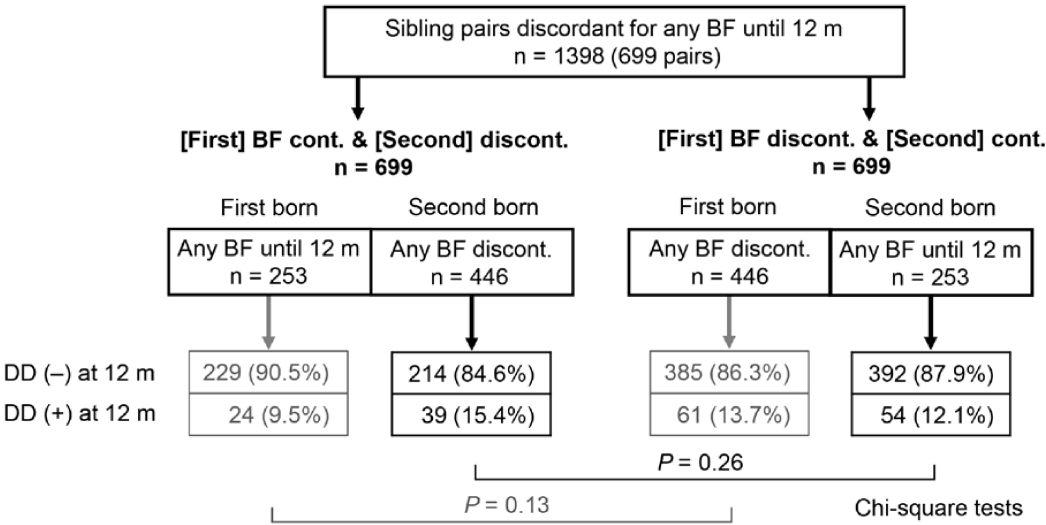 Sibling pairs discordant for any BF until 12 m
n = 1398 (699 pairs)
[First] BF cont. & [Second] discont.
n = 699
[First] BF discont. & [Second] cont.
n = 699
First born
Second born
First born
Second born
Any BF until 12 m
n = 253
Any BF discont.
n = 446
Any BF discont.
n = 446
Any BF until 12 m
n = 253
DD (–) at 12 m
229 (90.5%)
214 (84.6%)
385 (86.3%)
392 (87.9%)
DD (+) at 12 m
24 (9.5%)
39 (15.4%)
61 (13.7%)
54 (12.1%)
P = 0.26
P = 0.13
Chi-square tests